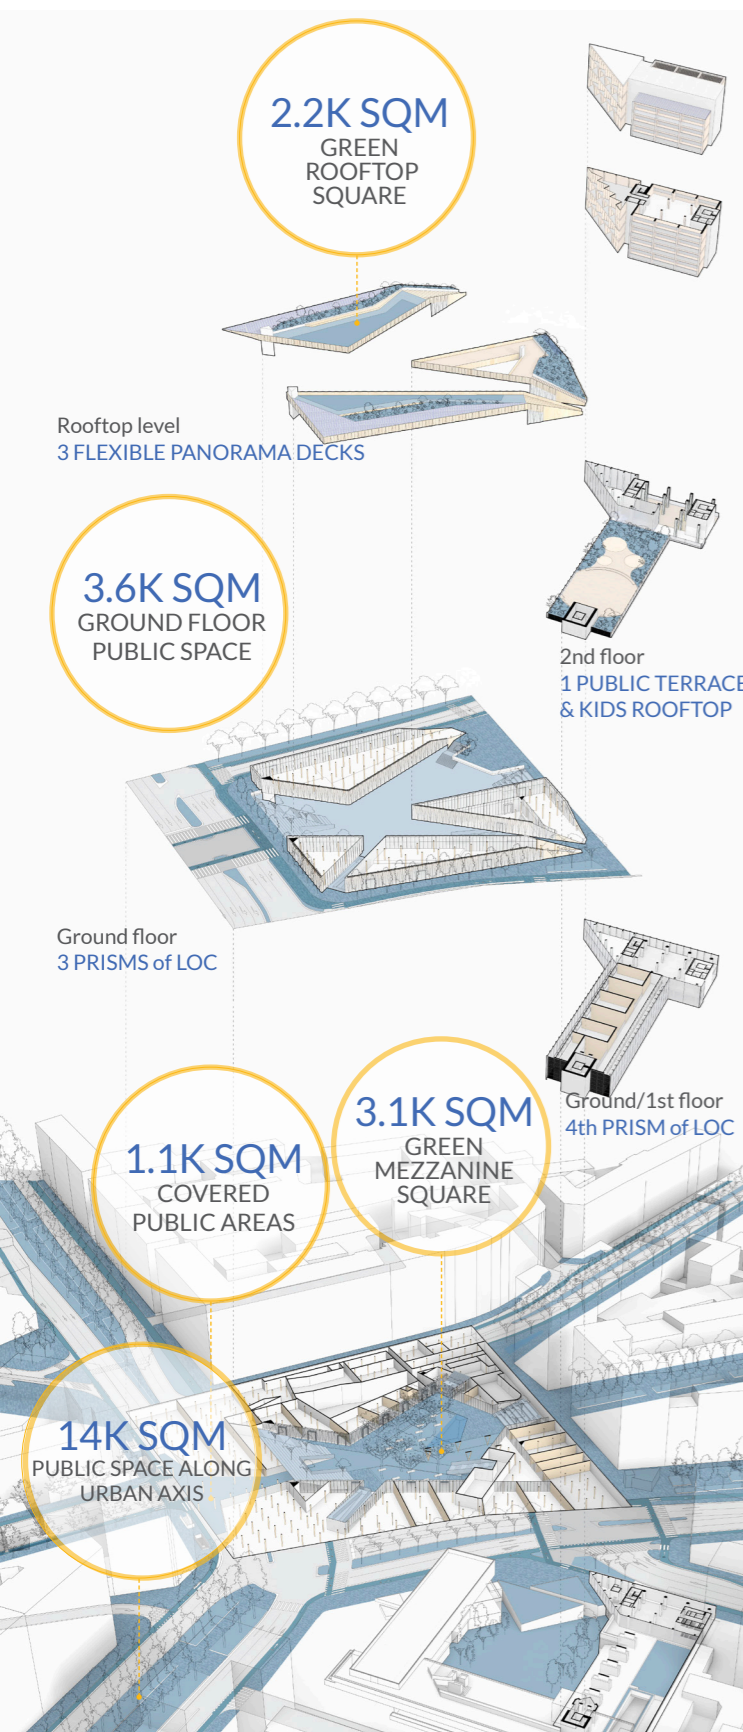 2.2K SQM
GREEN
ROOFTOP
SQUARE
Rooftop level
3 FLEXIBLE PANORAMA DECKS
3.6K SQM
GROUND FLOOR
PUBLIC SPACE
2nd floor
1 PUBLIC TERRACE
& KIDS ROOFTOP
Ground floor
3 PRISMS of LOC
Ground/1st floor
4th PRISM of LOC
3.1K SQM
GREEN
MEZZANINE
SQUARE
1.1K SQM
COVERED
PUBLIC AREAS
14K SQM
PUBLIC SPACE ALONG
URBAN AXIS